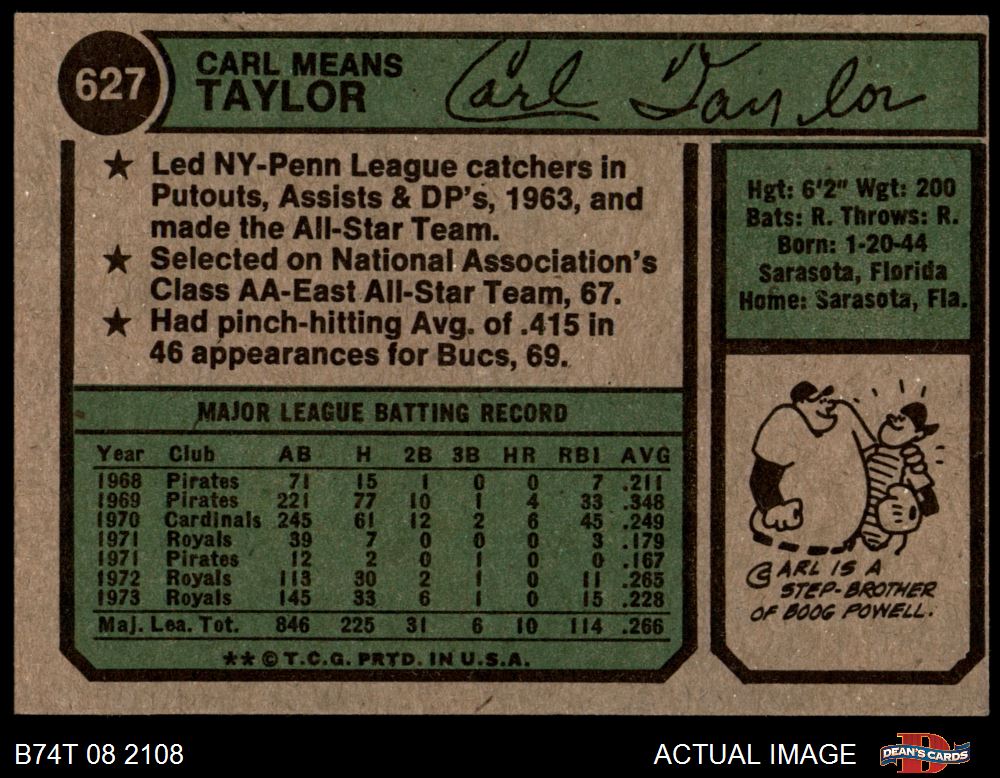 627
CARL MEANS
TAYLOR
Carl Taylor
★ Led NY-Penn League catchers in
Putouts, Assists & DP's, 1963, and
made the All-Star Team.
★ Selected on National Association's
Class AA-East All-Star Team, 67.
★ Had pinch-hitting Avg. of .415 in
46 appearances for Bucs, 69.
Hgt: 6'2" Wgt: 200
Bats: R. Throws: R.
Born: 1-20-44
Sarasota, Florida
Home: Sarasota, Fla.
MAJOR LEAGUE BATTING RECORD
Year Club AB H 2B 3B HR RBI AVG
1968 Pirates 71 15 1 0 0 7 .211
1969 Pirates 221 77 10 1 4 33 .348
1970 Cardinals 245 61 12 2 6 45 .249
1971 Royals 39 7 0 0 0 3 .179
1971 Pirates 12 2 0 1 0 0 .167
1972 Royals 113 30 2 1 0 11 .265
1973 Royals 145 33 6 1 0 15 .228
Maj. Lea. Tot. 846 225 31 6 10 114 .266
** © T.C.G. PRTD. IN U.S.A.
CARL IS A
STEP-BROTHER
OF BOOG POWELL.
B74T 08 2108
ACTUAL IMAGE
DEAN'S CARDS